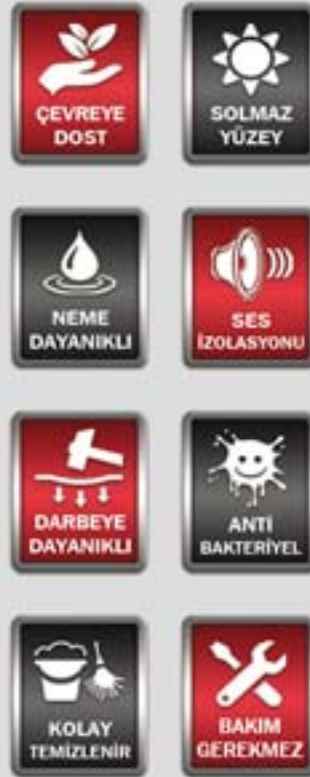 ÇEVREYE
DOST
SOLMAZ
YÜZEY
NEME
DAYANIKLI
SES
İZOLASYONU
DARBEYE
DAYANIKLI
ANTİ
BAKTERİYEL
KOLAY
TEMİZLENİR
BAKIM
GEREKMEZ